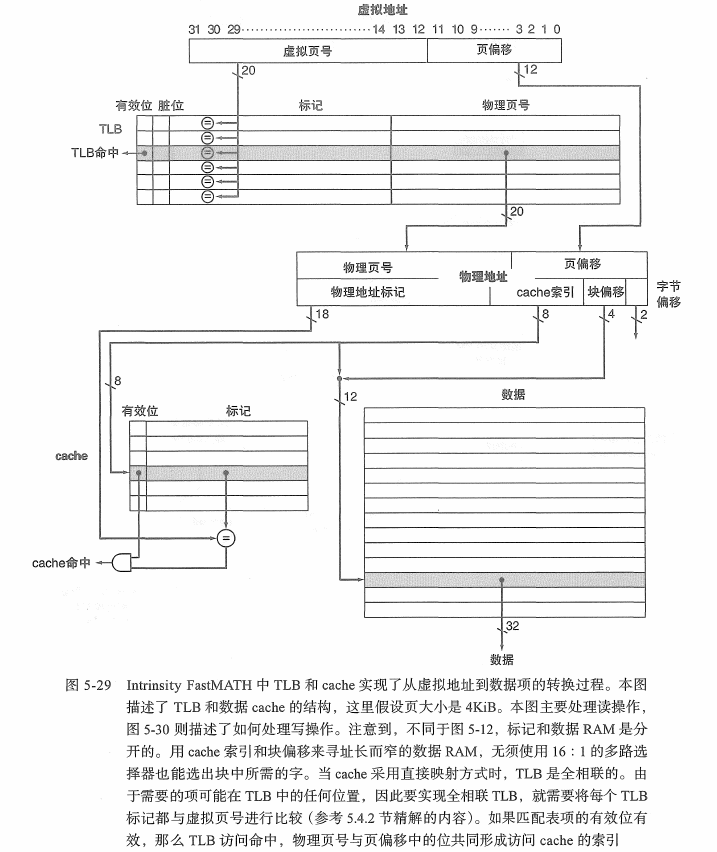 虚拟地址
31 30 29··························14 13 12 11 10 9·······3 2 1 0
虚拟页号 页偏移
20 12
有效位 脏位 标记 物理页号
TLB
TLB命中
=
=
=
=
=
=
20
物理页号 页偏移
物理地址
物理地址标记 cache索引 块偏移
字节
偏移
18 8 4 2
8
12
有效位 标记 数据
cache
=
cache命中
32
数据
图 5-29 Intrinsity FastMATH 中 TLB 和 cache 实现了从虚拟地址到数据项的转换过程。本图
描述了 TLB 和数据 cache 的结构，这里假设页大小是 4KiB。本图主要处理读操作，
图 5-30 则描述了如何处理写操作。注意到，不同于图 5-12，标记和数据 RAM 是分
开的。用 cache 索引和块偏移来寻址长而窄的数据 RAM，无须使用 16 : 1 的多路选
择器也能选出块中所需的字。当 cache 采用直接映射方式时，TLB 是全相联的。由
于需要的项可能在 TLB 中的任何位置，因此要实现全相联 TLB，就需要将每个 TLB
标记都与虚拟页号进行比较（参考 5.4.2 节精解的内容）。如果匹配表项的有效位有
效，那么 TLB 访问命中，物理页号与页偏移中的位共同形成访问 cache 的索引